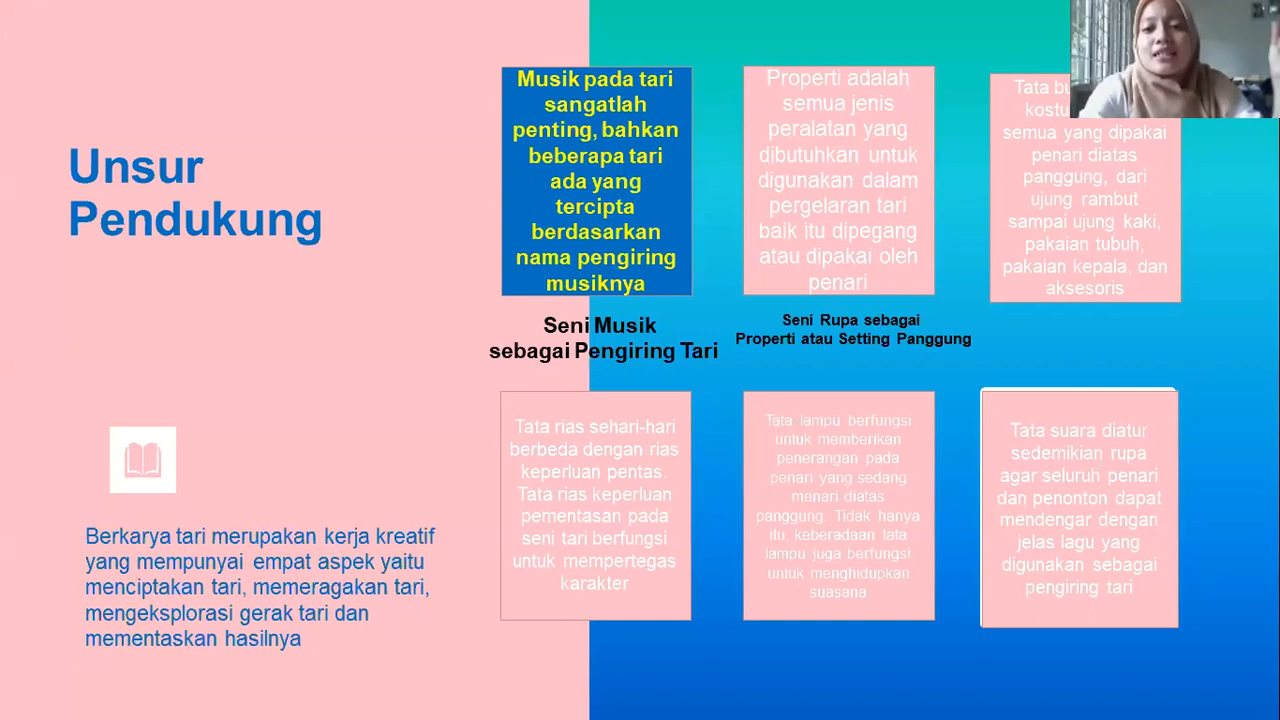 Unsur
Pendukung
Berkarya tari merupakan kerja kreatif
yang mempunyai empat aspek yaitu
menciptakan tari, memeragakan tari,
mengeksplorasi gerak tari dan
mementaskan hasilnya
Musik pada tari
sangatlah
penting, bahkan
beberapa tari
ada yang
tercipta
berdasarkan
nama pengiring
musiknya
Seni Musik
sebagai Pengiring Tari
Properti adalah
semua jenis
peralatan yang
dibutuhkan untuk
digunakan dalam
pergelaran tari
baik itu dipegang
atau dipakai oleh
penari
Seni Rupa sebagai
Properti atau Setting Panggung
Tata
semua yang dipakai
penari diatas
panggung, dari
ujung rambut
sampai ujung kaki,
pakaian tubuh,
pakaian kepala, dan
aksesoris
Tata rias sehari-hari
berbeda dengan rias
keperluan pentas.
Tata rias keperluan
pementasan pada
seni tari berfungsi
untuk mempertegas
karakter
Tata lampu berfungsi
untuk memberikan
penerangan pada
penari yang sedang
menari diatas
panggung. Tidak hanya
itu, keberadaan tata
lampu juga berfungsi
untuk menghidupkan
suasana
Tata suara diatur
sedemikian rupa
agar seluruh penari
dan penonton dapat
mendengar dengan
jelas lagu yang
digunakan sebagai
pengiring tari